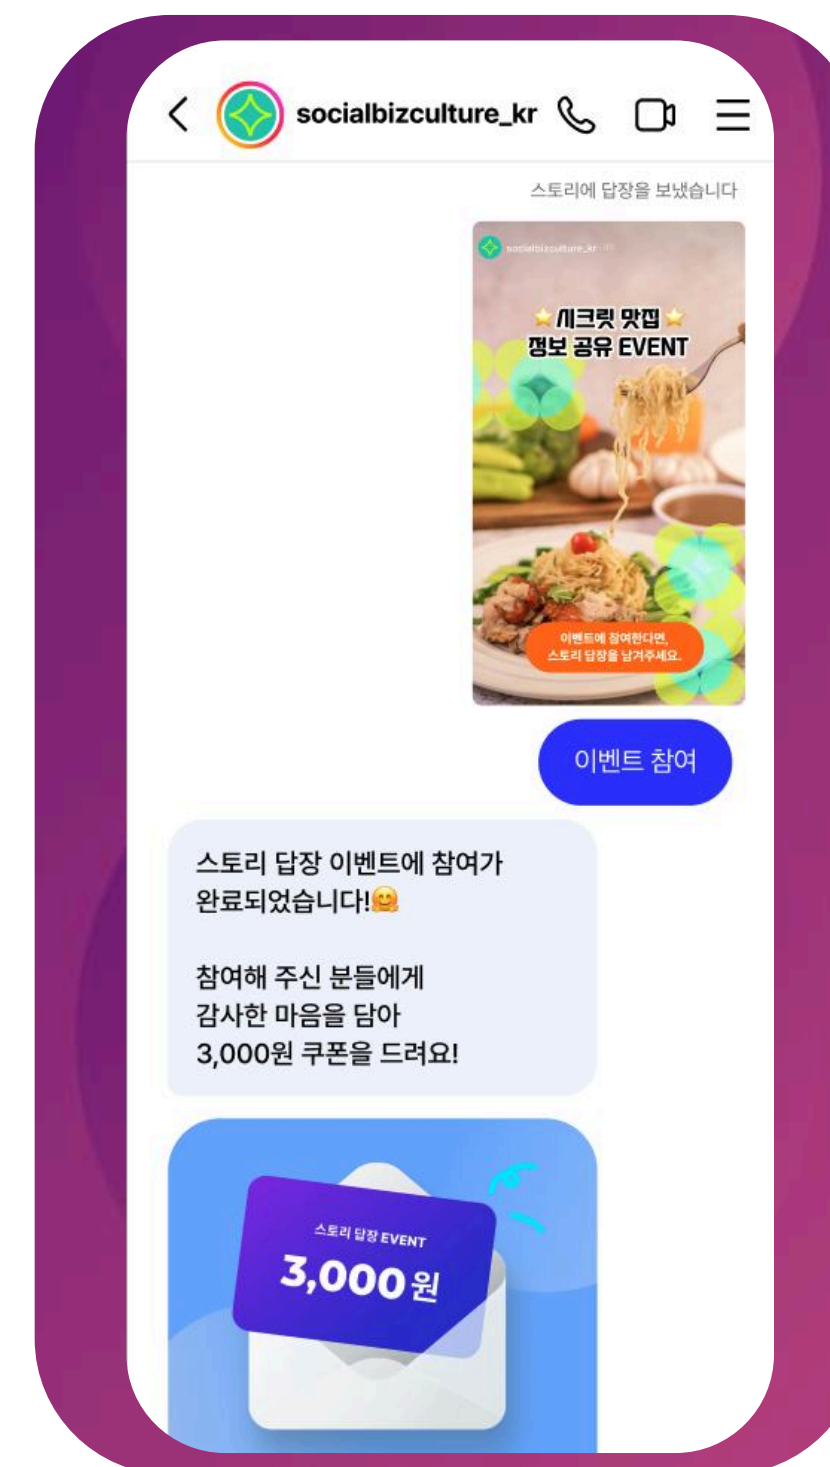 socialbizculture_kr
스토리에 답장을 보냈습니다
socialbizculture_kr
시크릿 맛집
정보 공유 EVENT
이벤트에 참여한다면,
스토리 답장을 남겨주세요.
이벤트 참여
스토리 답장 이벤트에 참여가
완료되었습니다!🤗
참여해 주신 분들에게
감사한 마음을 담아
3,000원 쿠폰을 드려요!
스토리 답장 EVENT
3,000원